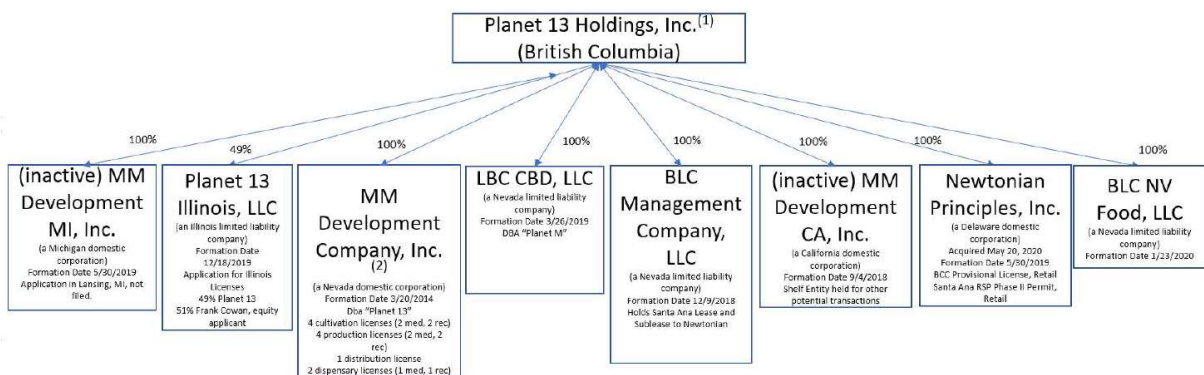 Planet 13 Holdings, Inc.(1)
(British Columbia)
100%
49%
100%
100%
100%
100%
100%
100%
(inactive) MM
Development
MI, Inc.
(a Michigan domestic
corporation)
Formation Date 5/30/2019
Application in Lansing, MI, not
filed.
Planet 13
Illinois, LLC
(an Illinois limited liability
company)
Formation Date
12/18/2019
Application for Illinois
Licenses
49% Planet 13
51% Frank Cowan, equity
applicant
MM
Development
Company, Inc.
(2)
(a Nevada domestic corporation)
Formation Date 3/20/2014
Dba "Planet 13"
4 cultivation licenses (2 med, 2 rec)
4 production licenses (2 med, 2
rec)
1 distribution license
2 dispensary licenses (1 med, 1 rec)
LBC CBD, LLC
(a Nevada limited liability
company)
Formation Date 3/26/2019
DBA "Planet M"
BLC
Management
Company,
LLC
(a Nevada limited liability
company)
Formation Date 12/9/2018
Holds Santa Ana Lease and
Sublease to Newtonian
(inactive) MM
Development
CA, Inc.
(a California domestic
corporation)
Formation Date 9/4/2018
Shelf Entity held for other
potential transactions
Newtonian
Principles, Inc.
(a Delaware domestic
corporation)
Acquired May 20, 2020
Formation Date 5/30/2019
BCC Provisional License, Retail
Santa Ana RSP Phase II Permit,
Retail
BLC NV
Food, LLC
(a Nevada limited liability
company)
Formation Date 1/23/2020